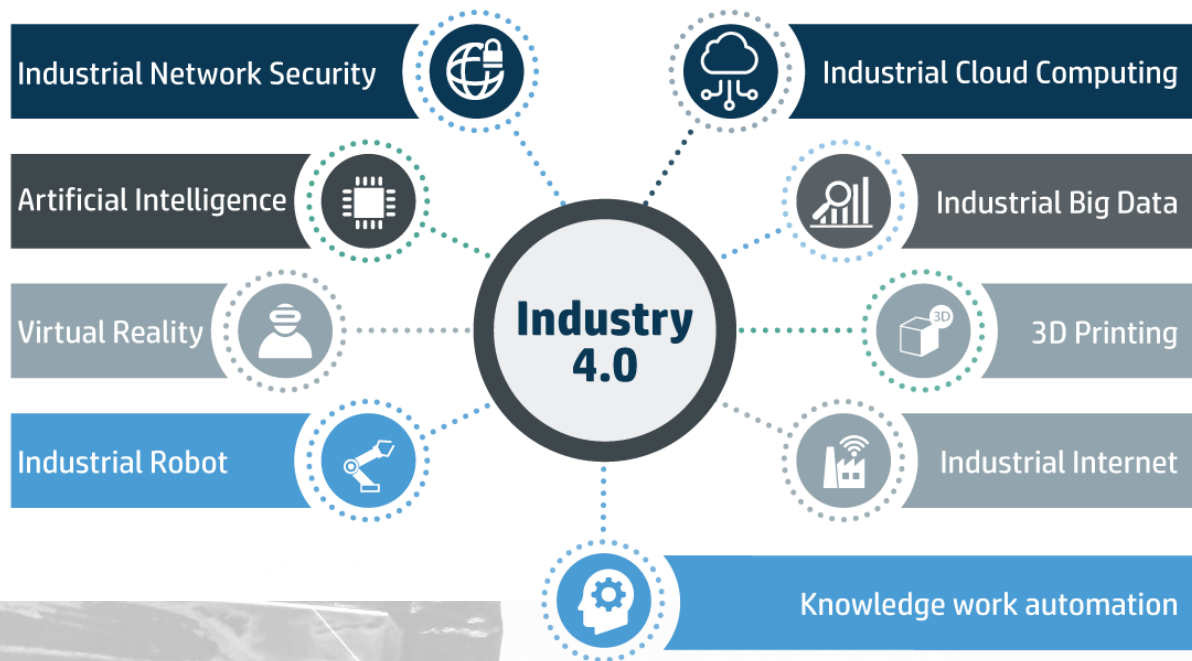 Industrial Network Security
Industrial Cloud Computing
Artificial Intelligence
Industrial Big Data
Virtual Reality
Industry
4.0
3D
3D Printing
Industrial Robot
Industrial Internet
Knowledge work automation